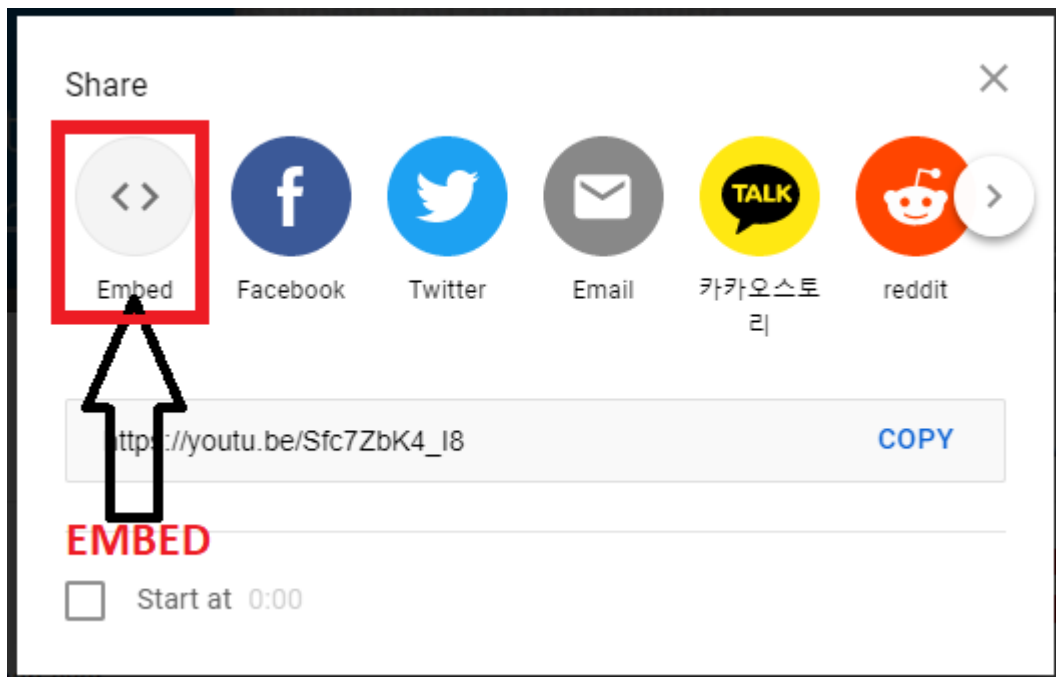 Share
Embed
Facebook
Twitter
Email
TALK
카카오스토
리
reddit
https://youtu.be/Sfc7ZbK4_I8
COPY
EMBED
Start at 0:00